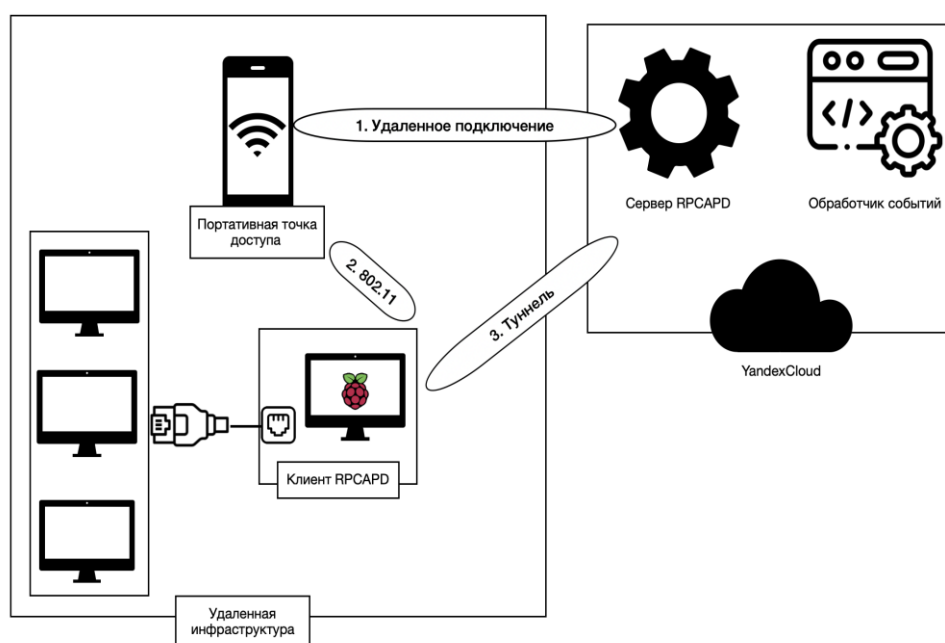 1. Удаленное подключение
Сервер RPCAPD
Обработчик событий
Портативная точка
доступа
2. 802.11
3. Туннель
YandexCloud
Клиент RPCAPD
Удаленная
инфраструктура